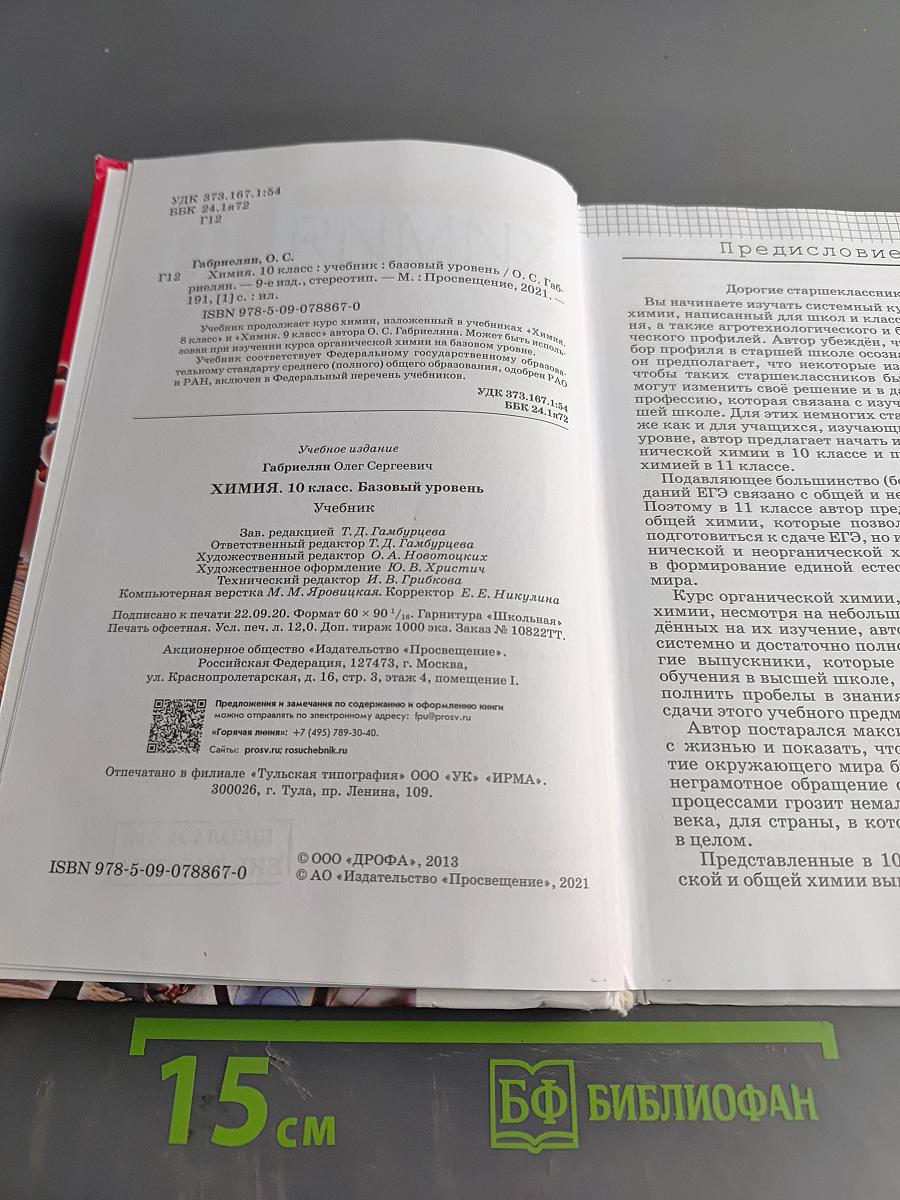 УДК 373.167.1:54
ББК 24.1я72
Г12
Габриелян, О. С.
Г12 Химия. 10 класс : учебник : базовый уровень / О. С. Габ-
риелян. — 9-е изд., стереотип. — М. : Просвещение, 2021. —
191, [1] с. : ил.
ISBN 978-5-09-078867-0
Учебник продолжает курс химии, изложенный в учебниках «Химия.
8 класс» и «Химия. 9 класс» автора О. С. Габриеляна. Может быть исполь-
зован при изучении курса органической химии на базовом уровне.
Учебник соответствует Федеральному государственному образова-
тельному стандарту среднего (полного) общего образования, одобрен РАО
и РАН, включен в Федеральный перечень учебников.
УДК 373.167.1:54
ББК 24.1я72
Учебное издание
Габриелян Олег Сергеевич
ХИМИЯ. 10 класс. Базовый уровень
Учебник
Зав. редакцией Т. Д. Гамбурцева
Ответственный редактор Т. Д. Гамбурцева
Художественный редактор О. А. Новотоцких
Художественное оформление Ю. В. Христич
Технический редактор И. В. Грибкова
Компьютерная верстка М. М. Яровицкая. Корректор Е. Е. Никулина
Подписано к печати 22.09.20. Формат 60 × 90 1/16. Гарнитура «Школьная»
Печать офсетная. Усл. печ. л. 12,0. Доп. тираж 1000 экз. Заказ № 10822ТТ.
Акционерное общество «Издательство «Просвещение».
Российская Федерация, 127473, г. Москва,
ул. Краснопролетарская, д. 16, стр. 3, этаж 4, помещение I.
Предложения и замечания по содержанию и оформлению книги
можно отправлять по электронному адресу: fpu@prosv.ru
«Горячая линия»: +7 (495) 789-30-40.
Сайты: prosv.ru; rosuchebnik.ru
Отпечатано в филиале «Тульская типография» ООО «УК» «ИРМА».
300026, г. Тула, пр. Ленина, 109.
ISBN 978-5-09-078867-0
© ООО «ДРОФА», 2013
© АО «Издательство «Просвещение», 2021
Предисловие
Дорогие старшеклассник
Вы начинаете изучать системный ку
химии, написанный для школ и класс
ня, а также агротехнологического и б
ческого профилей. Автор убеждён, чт
бор профиля в старшей школе осозна
он предполагает, что некоторые из
чтобы таких старшеклассников бы
могут изменить своё решение и в да
профессию, которая связана с изуч
шей школе. Для этих немногих ста
же как и для учащихся, изучающ
уровне, автор предлагает начать и
нической химии в 10 классе и п
химией в 11 классе.
Подавляющее большинство (бо
даний ЕГЭ связано с общей и не
Поэтому в 11 классе автор пред
общей химии, которые позвол
подготовиться к сдаче ЕГЭ, но и
нической и неорганической х
в формирование единой естес
мира.
Курс органической химии,
химии, несмотря на небольш
дённых на их изучение, авто
системно и достаточно полно
гие выпускники, которые
обучения в высшей школе,
полнить пробелы в знания
сдачи этого учебного предм
Автор постарался макси
с жизнью и показать, что
тие окружающего мира б
неграмотное обращение с
процессами грозит немал
века, для страны, в кото
в целом.
Представленные в 10
ской и общей химии вып
15 см
БФ БИБЛИОФАН